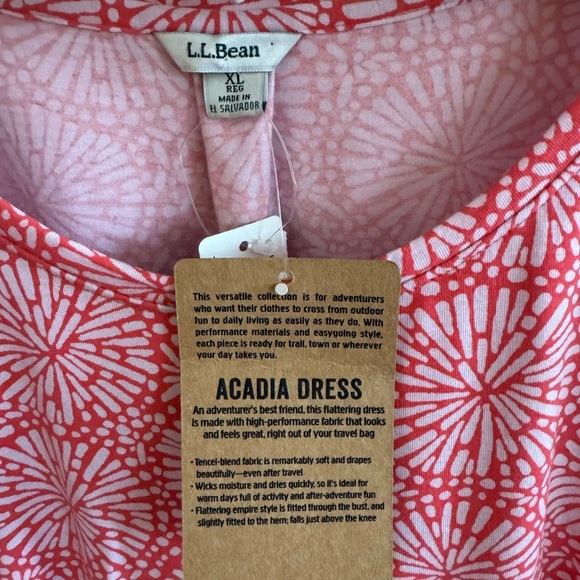 L.L.Bean
XL
REG
MADE IN
EL SALVADOR
This versatile collection is for adventurers
who want their clothes to cross from outdoor
fun to daily living as easily as they do. With
performance materials and easygoing style,
each piece is ready for trail, town or wherever
your day takes you.
ACADIA DRESS
An adventurer's best friend, this flattering dress
is made with high-performance fabric that looks
and feels great, right out of your travel bag
• Tencel-blend fabric is remarkably soft and drapes
beautifully—even after travel
• Wicks moisture and dries quickly, so it's ideal for
warm days full of activity and after-adventure fun
• Flattering empire style is fitted through the bust, and
slightly fitted to the hem; falls just above the knee